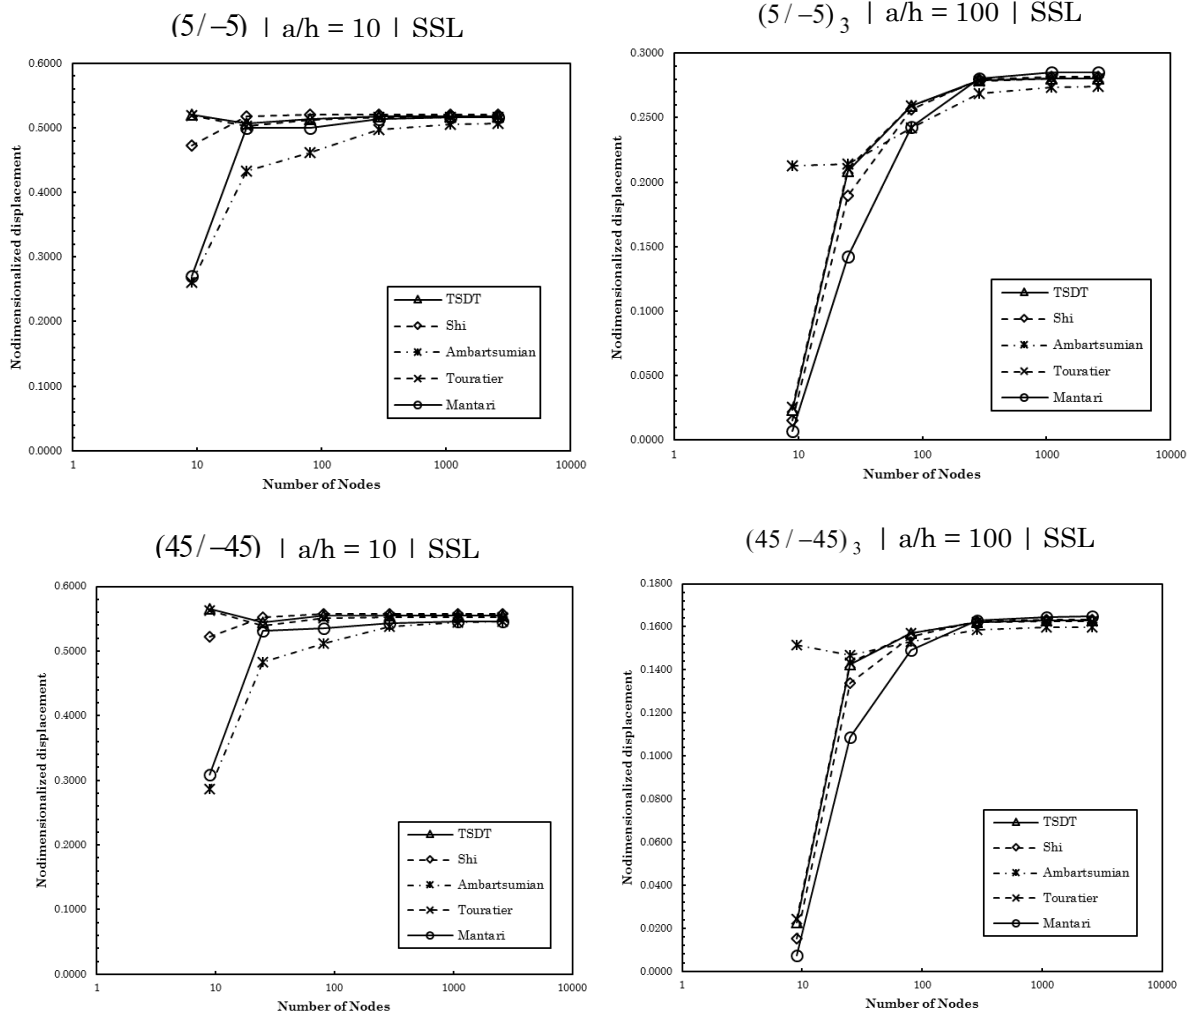 (5/−5) | a/h = 10 | SSL
0.6000
0.5000
0.4000
0.3000
0.2000
0.1000
0.0000
Nodimensionalized displacement
TSDT
Shi
Ambartsumian
Touratier
Mantari
1 10 100 1000 10000
Number of Nodes
(5/−5)3 | a/h = 100 | SSL
0.3000
0.2500
0.2000
0.1500
0.1000
0.0500
0.0000
Nodimensionalized displacement
TSDT
Shi
Ambartsumian
Touratier
Mantari
1 10 100 1000 10000
Number of Nodes
(45/−45) | a/h = 10 | SSL
0.6000
0.5000
0.4000
0.3000
0.2000
0.1000
0.0000
Nodimensionalized displacement
TSDT
Shi
Ambartsumian
Touratier
Mantari
1 10 100 1000 10000
Number of Nodes
(45/−45)3 | a/h = 100 | SSL
0.1800
0.1600
0.1400
0.1200
0.1000
0.0800
0.0600
0.0400
0.0200
0.0000
Nodimensionalized displacement
TSDT
Shi
Ambartsumian
Touratier
Mantari
1 10 100 1000 10000
Number of Nodes